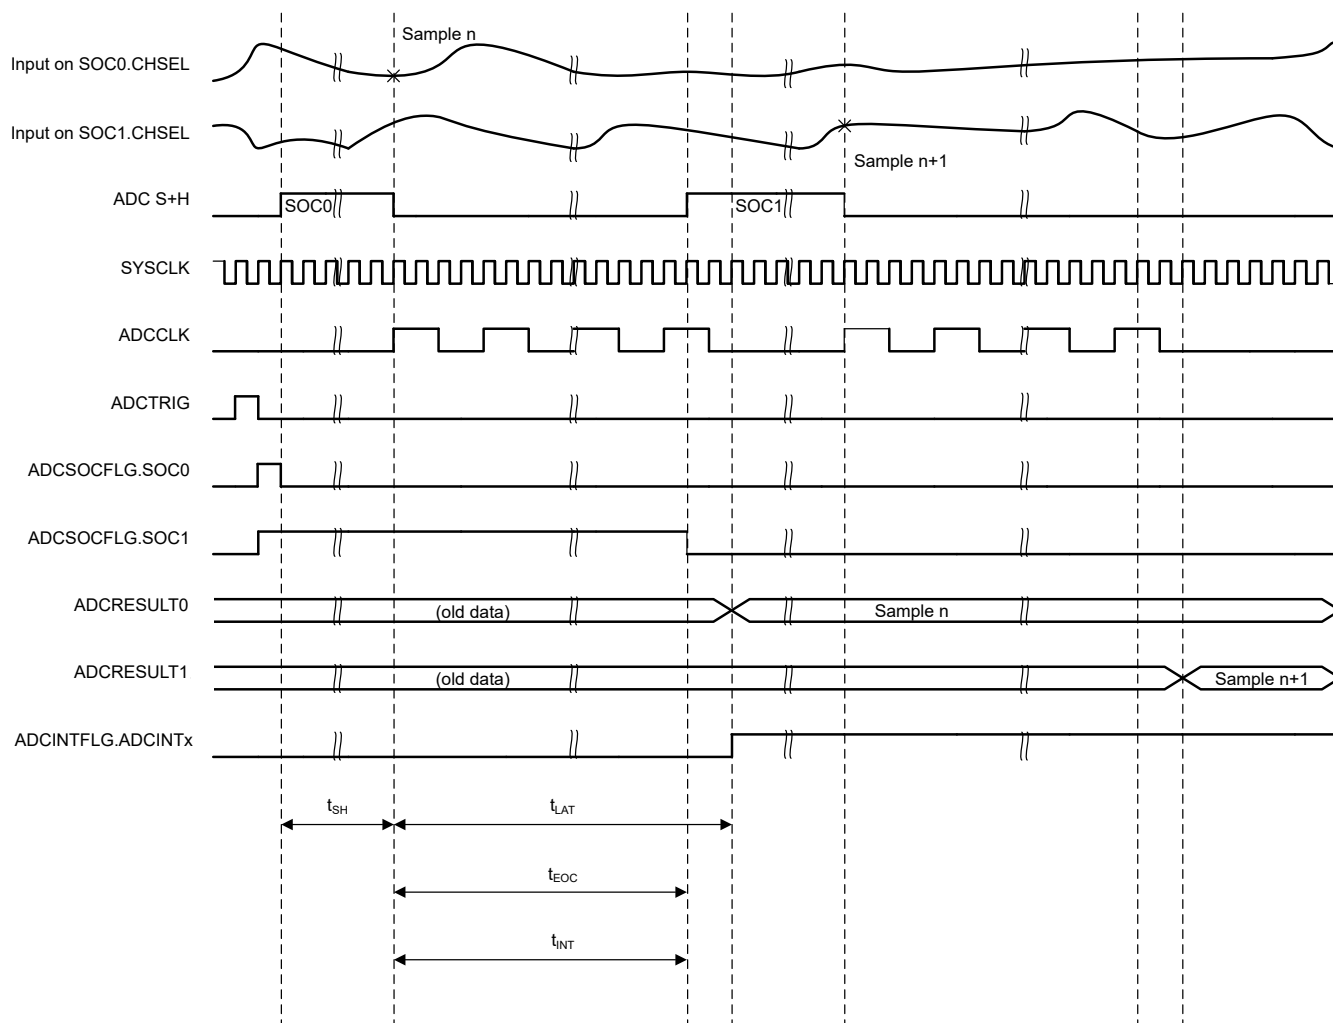 Sample n
Input on SOC0.CHSEL
Input on SOC1.CHSEL
Sample n+1
ADC S+H
SOC0
SOC1
SYSCLK
ADCCLK
ADCTRIG
ADCSOCFLG.SOC0
ADCSOCFLG.SOC1
ADCRESULT0
(old data)
Sample n
ADCRESULT1
(old data)
Sample n+1
ADCINTFLG.ADCINTx
tSH
tLAT
tEOC
tINT